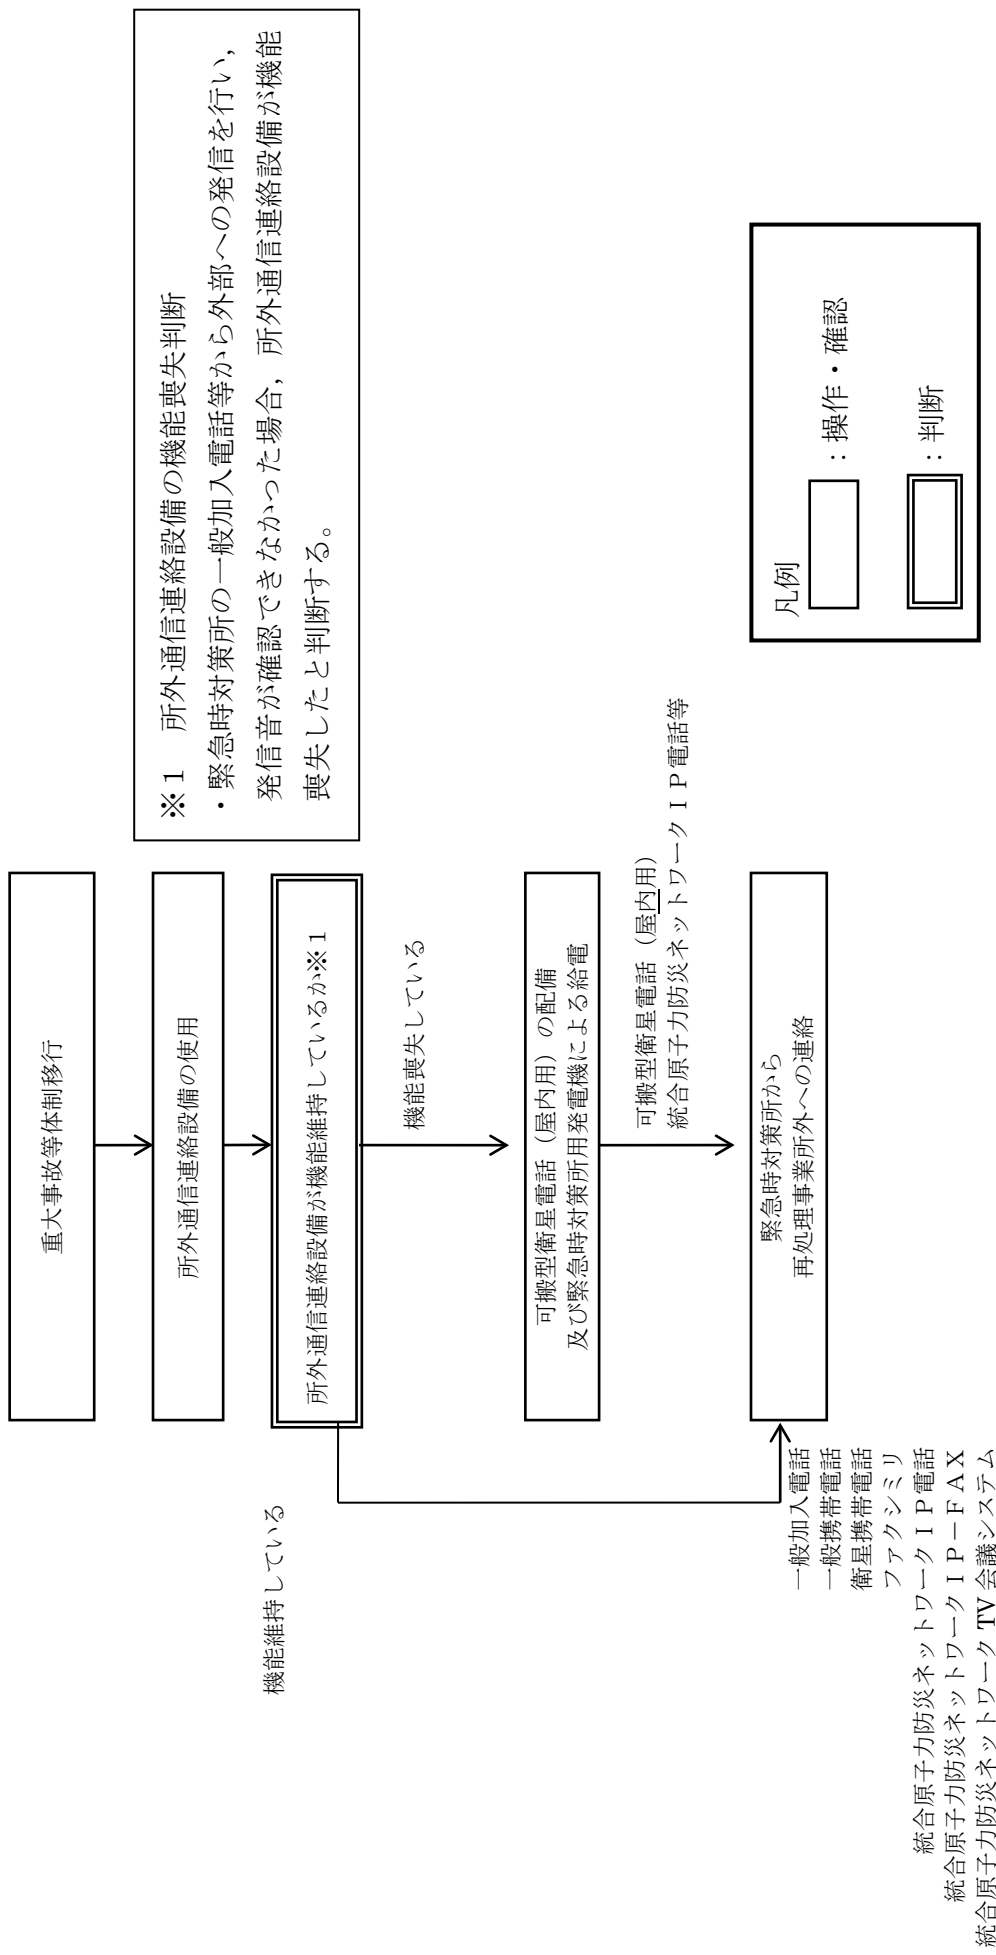 重大事故等体制移行
所外通信連絡設備の使用
所外通信連絡設備が機能維持しているか※1
機能維持している
機能喪失している
可搬型衛星電話（屋内用）の配備
及び緊急時対策所用発電機による給電
可搬型衛星電話（屋内用）
統合原子力防災ネットワークＩＰ電話等
緊急時対策所から
再処理事業所外への連絡
一般加入電話
一般携帯電話
衛星携帯電話
ファクシミリ
統合原子力防災ネットワークＩＰ電話
統合原子力防災ネットワークＩＰ－ＦＡＸ
統合原子力防災ネットワーク TV 会議システム
※１　所外通信連絡設備の機能喪失判断
・緊急時対策所の一般加入電話等から外部への発信を行い，
発信音が確認できなかった場合，所外通信連絡設備が機能
喪失したと判断する。
凡例
：操作・確認
：判断